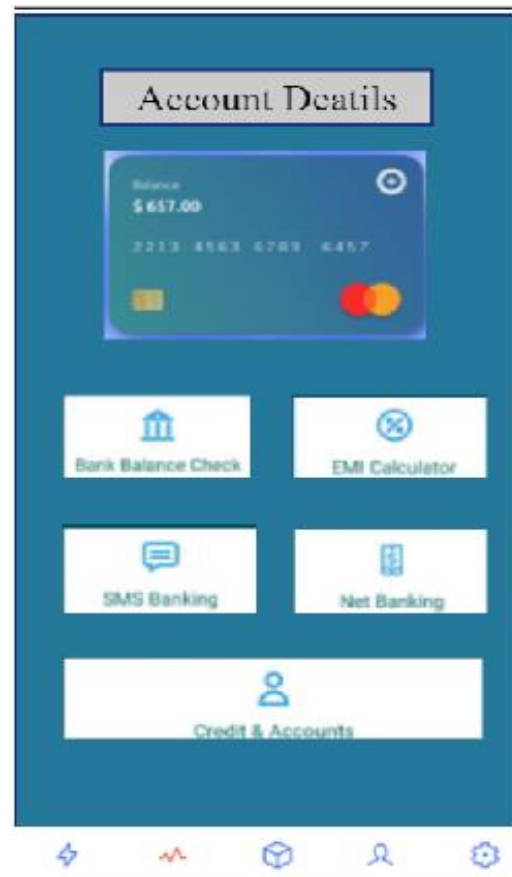 Account Deatils
Balance
$ 657.00
2213 4563 6789 6457
Bank Balance Check
EMI Calculator
SMS Banking
Net Banking
Credit & Accounts